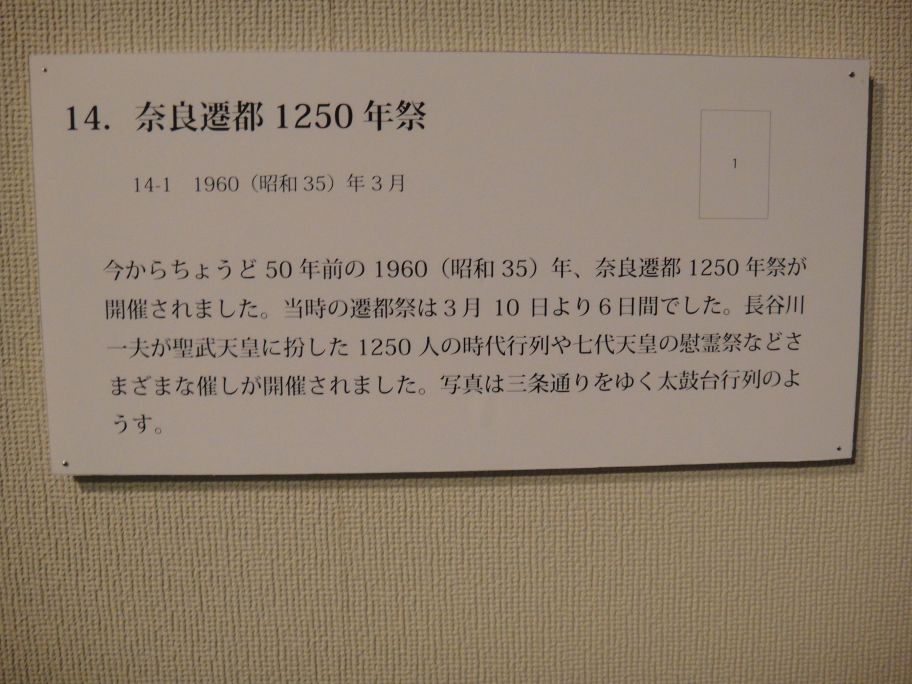 14．奈良遷都 1250 年祭
1
14-1　1960（昭和 35）年 3 月
今からちょうど 50 年前の 1960（昭和 35）年、奈良遷都 1250 年祭が
開催されました。当時の遷都祭は 3 月 10 日より 6 日間でした。長谷川
一夫が聖武天皇に扮した 1250 人の時代行列や七代天皇の慰霊祭などさ
まざまな催しが開催されました。写真は三条通りをゆく太鼓台行列のよ
うす。